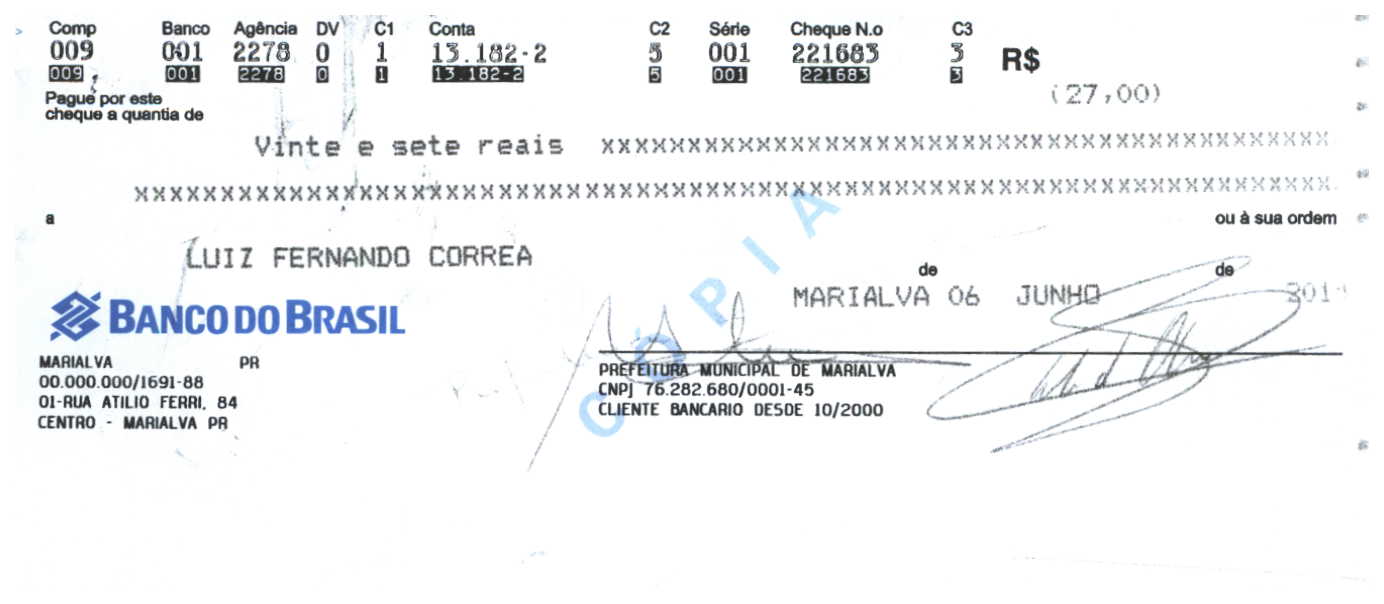 Comp Banco Agência DV C1 Conta C2 Série Cheque N.o C3
009 001 2278 0 1 13.182-2 5 001 221683 3 R$
009 001 2278 0 1 13.182-2 5 001 221683 3
(27,00)
Pague por este
cheque a quantia de
Vinte e sete reais xxxxxxxxxxxxxxxxxxxxxxxxxxxxxxxxxxxxxxxxxxxxxxxxxxx
xxxxxxxxxxxxxxxxxxxxxxxxxxxxxxxxxxxxxxxxxxxxxxxxxxxxxxxxxxxxxxxxxxxxxxxxxxxxxxxxxxx
a ou à sua ordem
LUIZ FERNANDO CORREA
de de
MARIALVA 06 JUNHO
BANCO DO BRASIL
CÓPIA
MARIALVA PR
00.000.000/1691-88
01-RUA ATILIO FERRI, 84
CENTRO - MARIALVA PR
PREFEITURA MUNICIPAL DE MARIALVA
CNPJ 76.282.680/0001-45
CLIENTE BANCARIO DESDE 10/2000